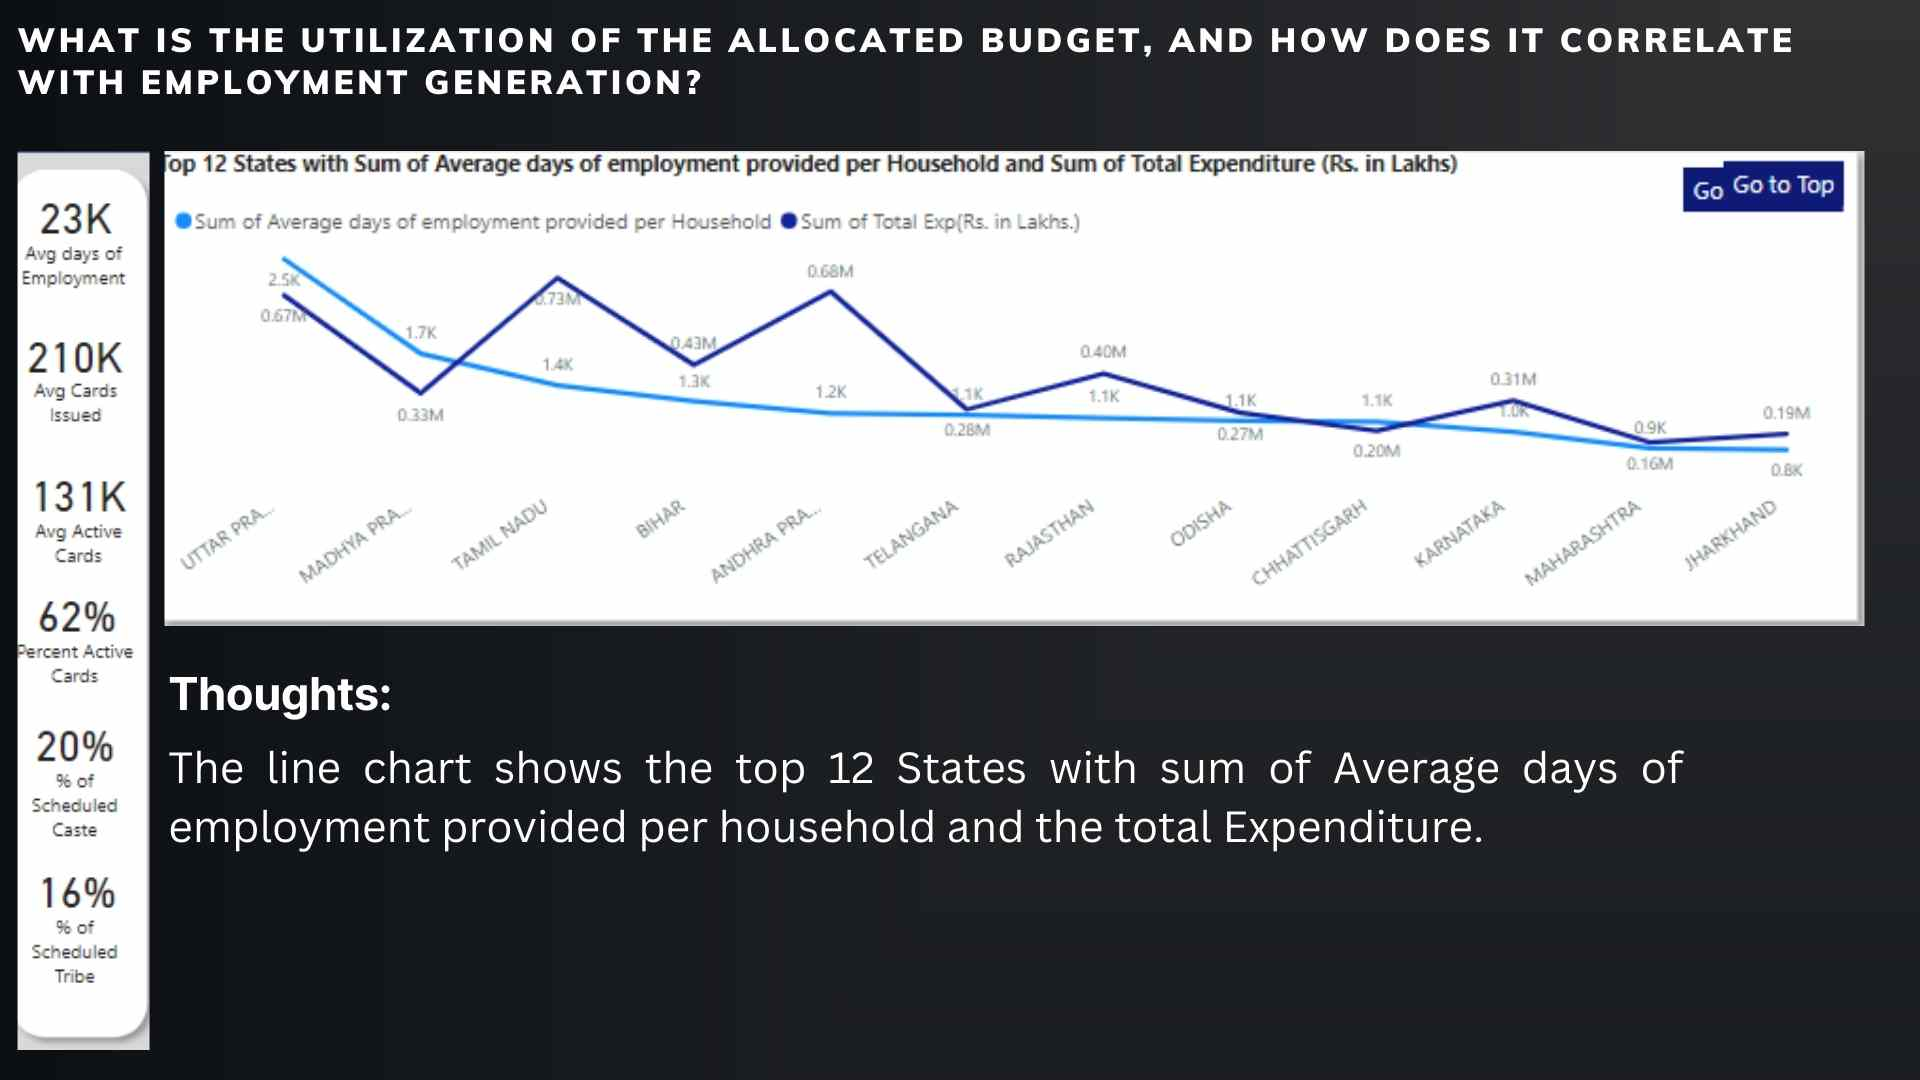 WHAT IS THE UTILIZATION OF THE ALLOCATED BUDGET, AND HOW DOES IT CORRELATE
WITH EMPLOYMENT GENERATION?
23K
Avg days of
Employment
210K
Avg Cards
Issued
131K
Avg Active
Cards
62%
Percent Active
Cards
20%
% of
Scheduled
Caste
16%
% of
Scheduled
Tribe
Top 12 States with Sum of Average days of employment provided per Household and Sum of Total Expenditure (Rs. in Lakhs)
Go Go to Top
Sum of Average days of employment provided per Household Sum of Total Exp(Rs. in Lakhs.)
2.5K 1.7K 1.4K 1.3K 1.2K 1.1K 1.1K 1.1K 1.1K 1.0K 0.9K 0.8K
0.67M 0.33M 0.73M 0.43M 0.68M 0.28M 0.40M 0.27M 0.20M 0.31M 0.16M 0.19M
UTTAR PRA... MADHYA PRA... TAMIL NADU BIHAR ANDHRA PRA... TELANGANA RAJASTHAN ODISHA CHHATTISGARH KARNATAKA MAHARASHTRA JHARKHAND
Thoughts:
The line chart shows the top 12 States with sum of Average days of
employment provided per household and the total Expenditure.